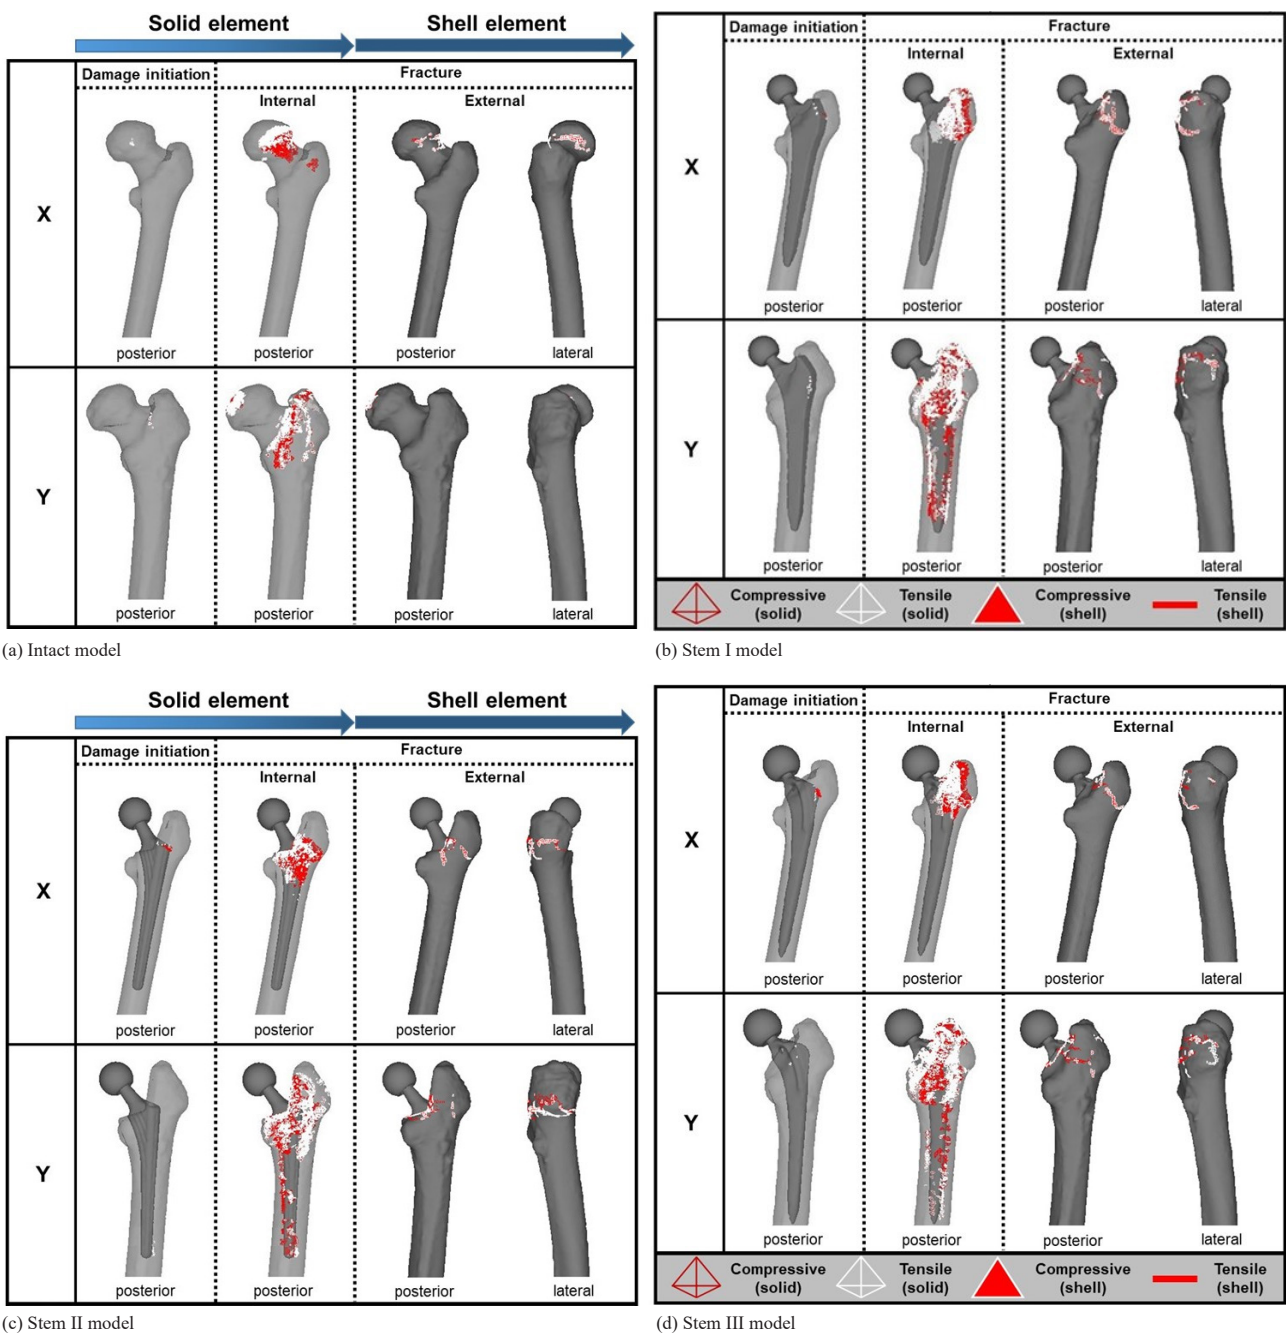 Solid element
Shell element
Damage initiation
Fracture
Internal
External
X
posterior
posterior
posterior
lateral
Y
posterior
posterior
posterior
lateral
(a) Intact model
Damage initiation
Fracture
Internal
External
X
posterior
posterior
posterior
lateral
Y
posterior
posterior
posterior
lateral
Compressive
(solid)
Tensile
(solid)
Compressive
(shell)
Tensile
(shell)
(b) Stem I model
Solid element
Shell element
Damage initiation
Fracture
Internal
External
X
posterior
posterior
posterior
lateral
Y
posterior
posterior
posterior
lateral
(c) Stem II model
Damage initiation
Fracture
Internal
External
X
posterior
posterior
posterior
lateral
Y
posterior
posterior
posterior
lateral
Compressive
(solid)
Tensile
(solid)
Compressive
(shell)
Tensile
(shell)
(d) Stem III model